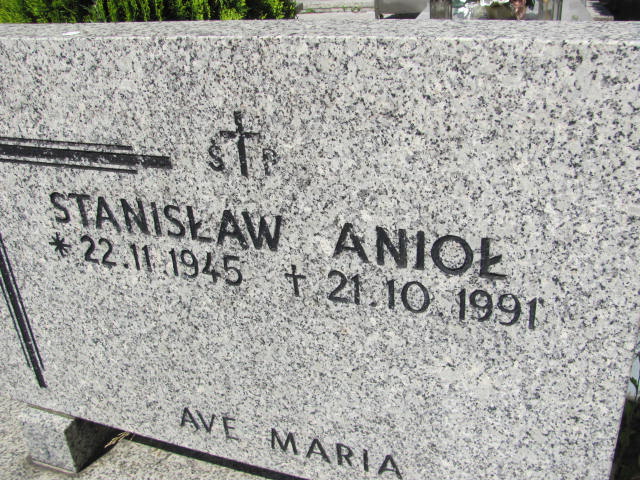 Ś P
STANISŁAW ANIOŁ
* 22.11.1945 + 21.10.1991
AVE MARIA